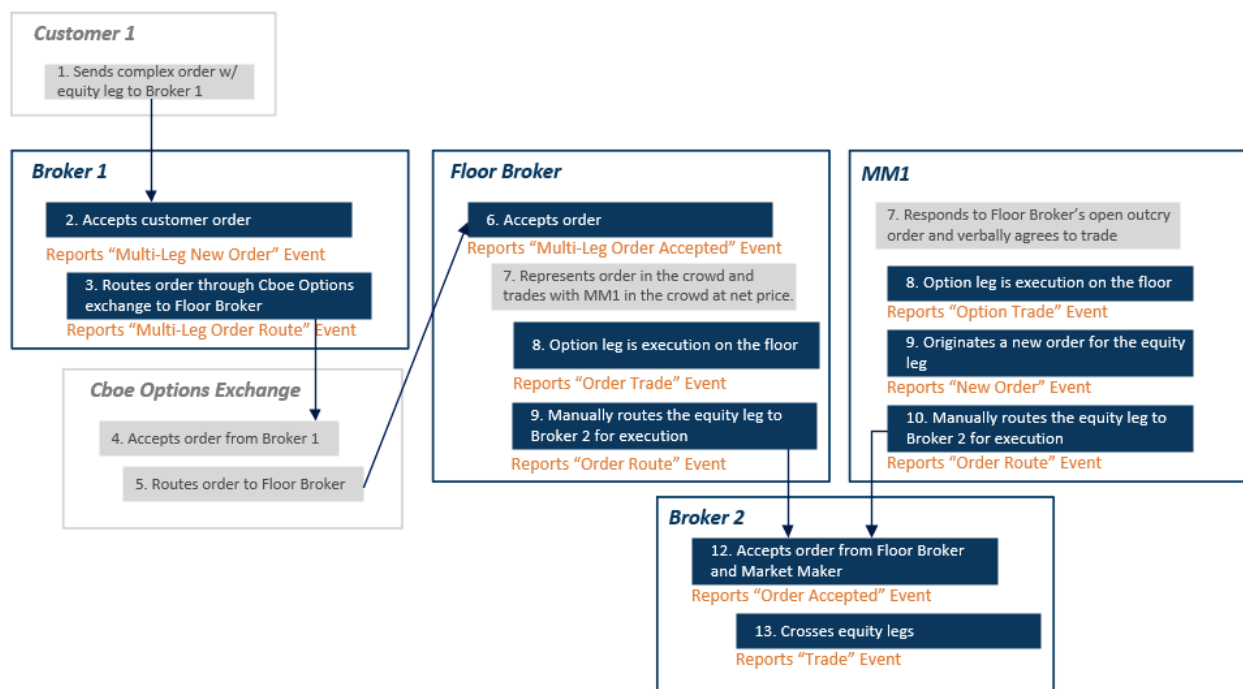 Customer 1
1. Sends complex order w/
equity leg to Broker 1
Broker 1
2. Accepts customer order
Reports “Multi-Leg New Order” Event
3. Routes order through Cboe Options
exchange to Floor Broker
Reports “Multi-Leg Order Route” Event
Cboe Options Exchange
4. Accepts order from Broker 1
5. Routes order to Floor Broker
Floor Broker
6. Accepts order
Reports “Multi-Leg Order Accepted” Event
7. Represents order in the crowd and
trades with MM1 in the crowd at net price.
8. Option leg is execution on the floor
Reports “Order Trade” Event
9. Manually routes the equity leg to
Broker 2 for execution
Reports “Order Route” Event
MM1
7. Responds to Floor Broker’s open outcry
order and verbally agrees to trade
8. Option leg is execution on the floor
Reports “Option Trade” Event
9. Originates a new order for the equity
leg
Reports “New Order” Event
10. Manually routes the equity leg to
Broker 2 for execution
Reports “Order Route” Event
Broker 2
12. Accepts order from Floor Broker
and Market Maker
Reports “Order Accepted” Event
13. Crosses equity legs
Reports “Trade” Event